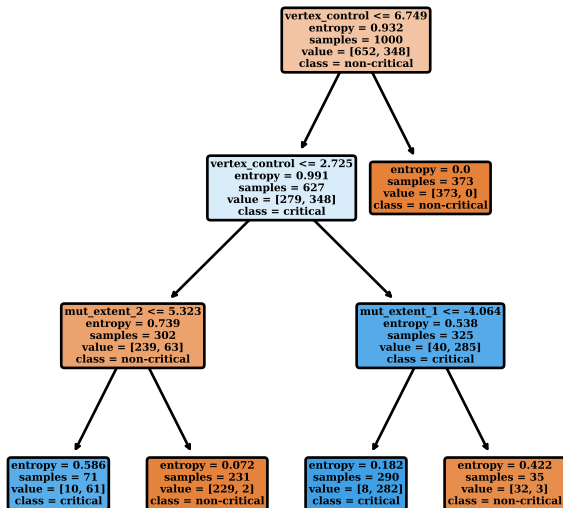 vertex_control <= 6.749
entropy = 0.932
samples = 1000
value = [652, 348]
class = non-critical
vertex_control <= 2.725
entropy = 0.991
samples = 627
value = [279, 348]
class = critical
entropy = 0.0
samples = 373
value = [373, 0]
class = non-critical
mut_extent_2 <= 5.323
entropy = 0.739
samples = 302
value = [239, 63]
class = non-critical
mut_extent_1 <= -4.064
entropy = 0.538
samples = 325
value = [40, 285]
class = critical
entropy = 0.586
samples = 71
value = [10, 61]
class = critical
entropy = 0.072
samples = 231
value = [229, 2]
class = non-critical
entropy = 0.182
samples = 290
value = [8, 282]
class = critical
entropy = 0.422
samples = 35
value = [32, 3]
class = non-critical